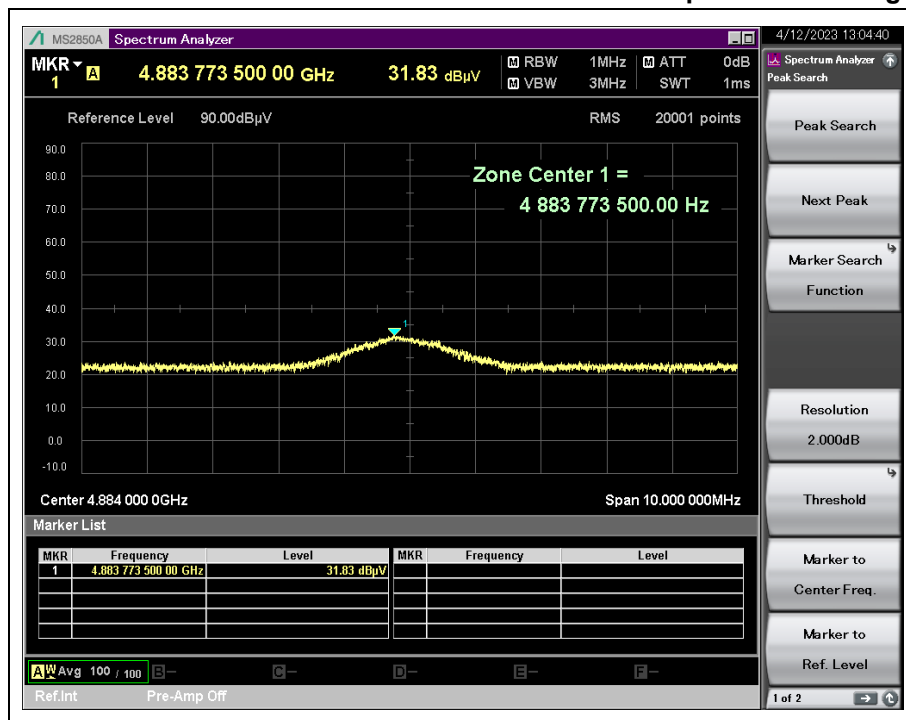 MS2850A Spectrum Analyzer
4/12/2023 13:04:40
MKR 1 A 4.883 773 500 00 GHz 31.83 dBµV
M RBW 1MHz M ATT 0dB
M VBW 3MHz SWT 1ms
Spectrum Analyzer
Peak Search
Reference Level 90.00dBµV RMS 20001 points
90.0
80.0
70.0
60.0
50.0
40.0
30.0
20.0
10.0
0.0
-10.0
Zone Center 1 =
4 883 773 500.00 Hz
1
Center 4.884 000 0GHz Span 10.000 000MHz
Marker List
MKR Frequency Level MKR Frequency Level
1 4.883 773 500 00 GHz 31.83 dBµV
A W Avg 100 / 100 B – C – D – E – F –
Ref.Int Pre-Amp Off
Peak Search
Next Peak
Marker Search
Function
Resolution
2.000dB
Threshold
Marker to
Center Freq.
Marker to
Ref. Level
1 of 2